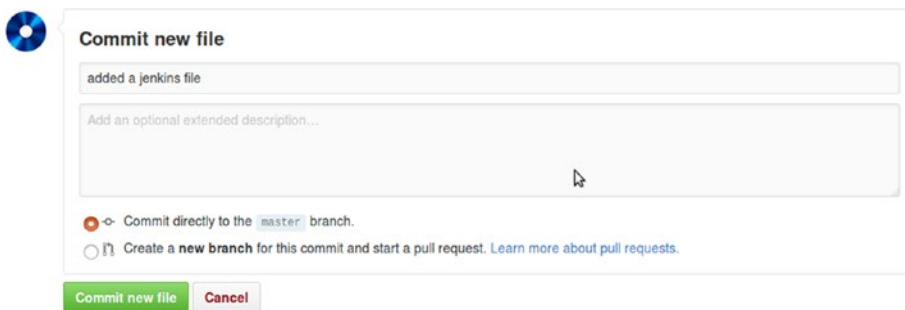 Commit new file
added a jenkins file
Add an optional extended description…
Commit directly to the master branch.
Create a new branch for this commit and start a pull request. Learn more about pull requests.
Commit new file Cancel